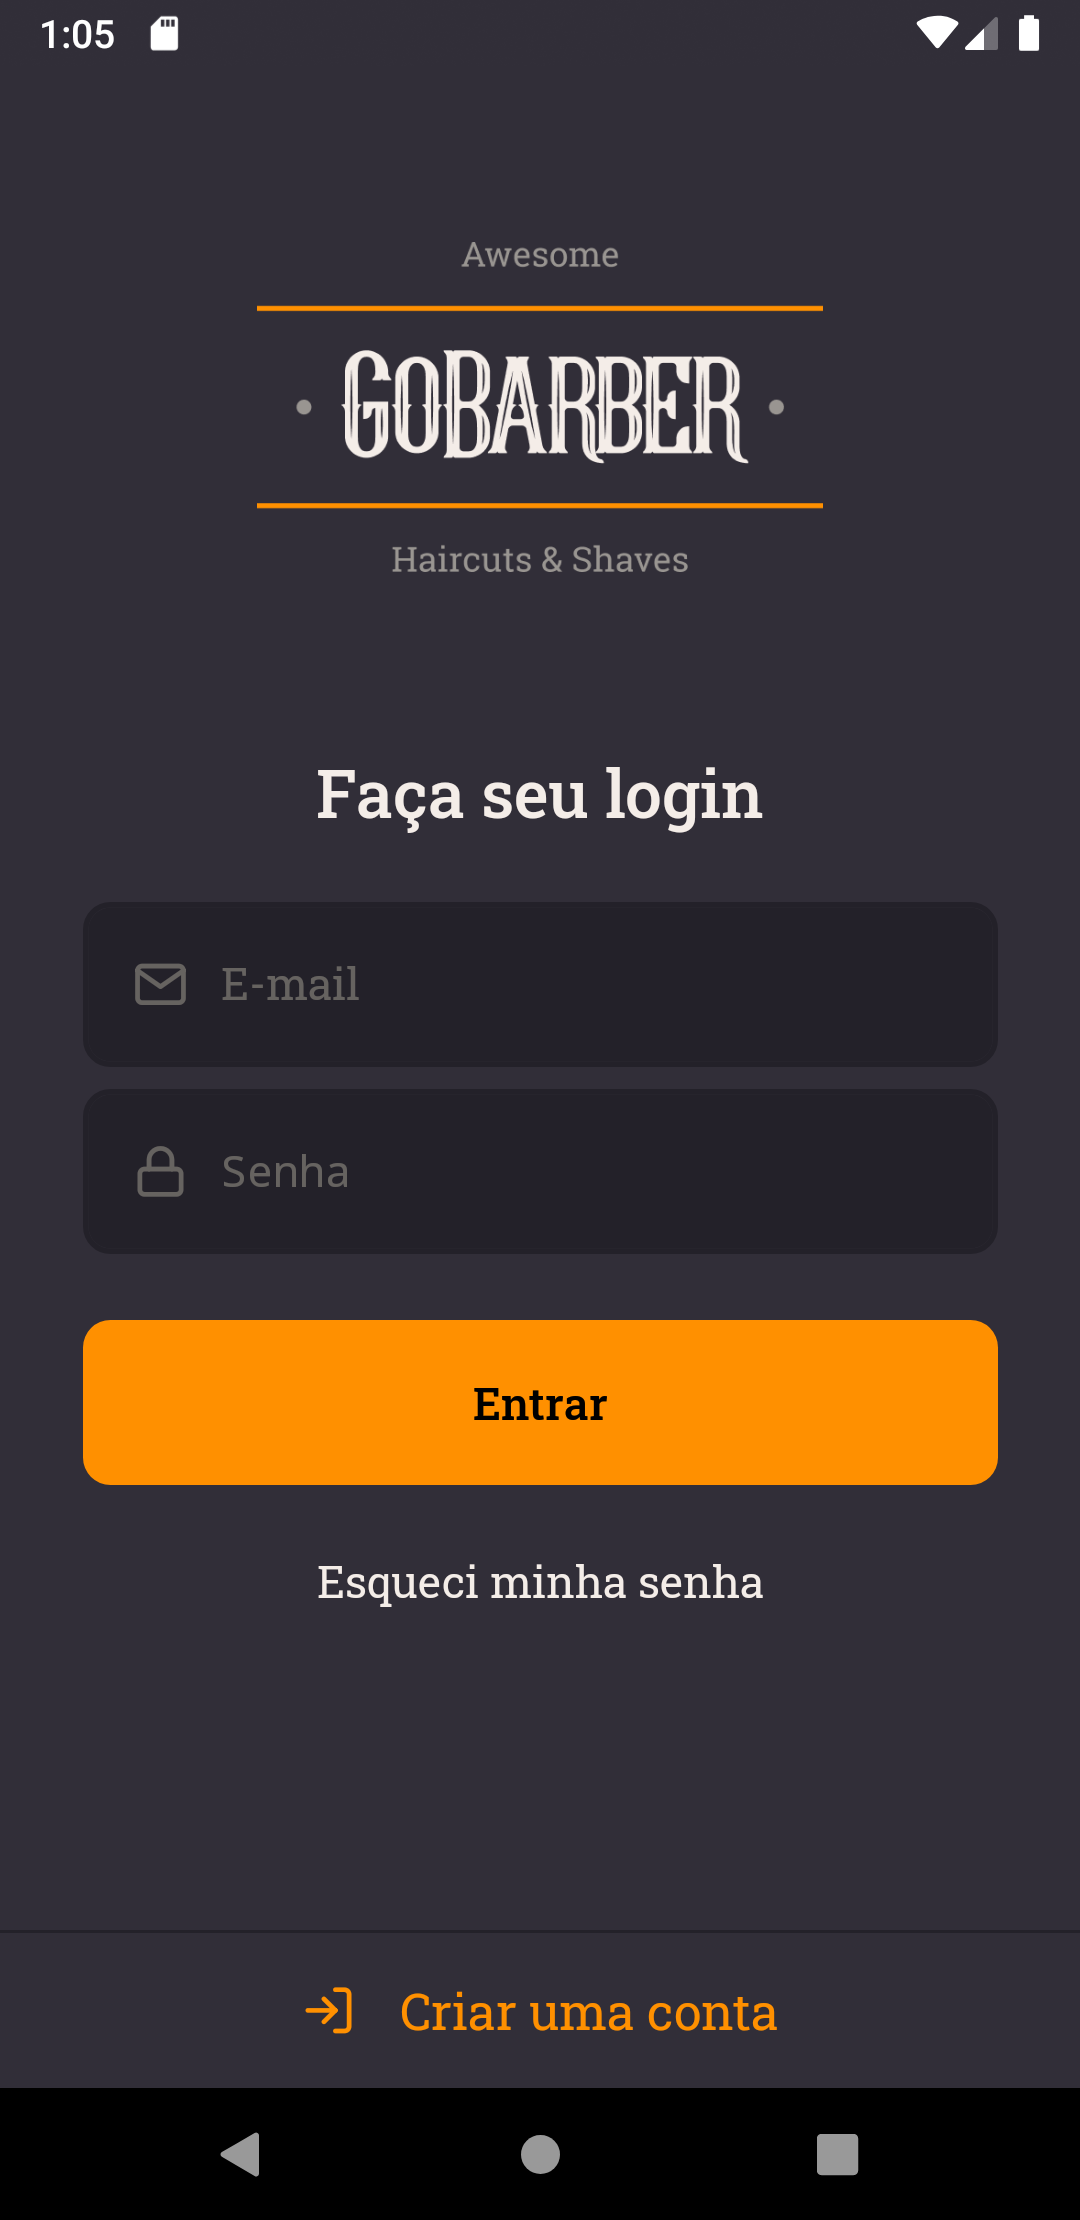 1:05
Awesome
GOBARBER
Haircuts & Shaves
Faça seu login
E-mail
Senha
Entrar
Esqueci minha senha
Criar uma conta